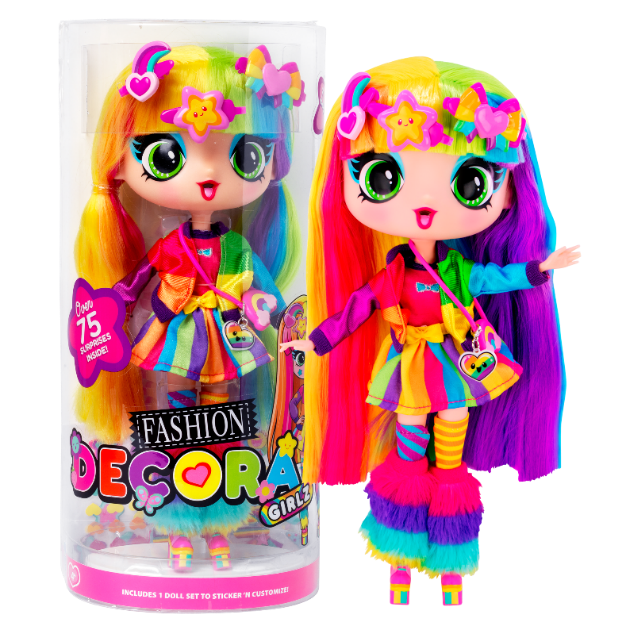 Over
75
SURPRISES
INSIDE!
FASHION
DECORA
GIRLZ
INCLUDES 1 DOLL SET TO STICKER 'N CUSTOMIZE!